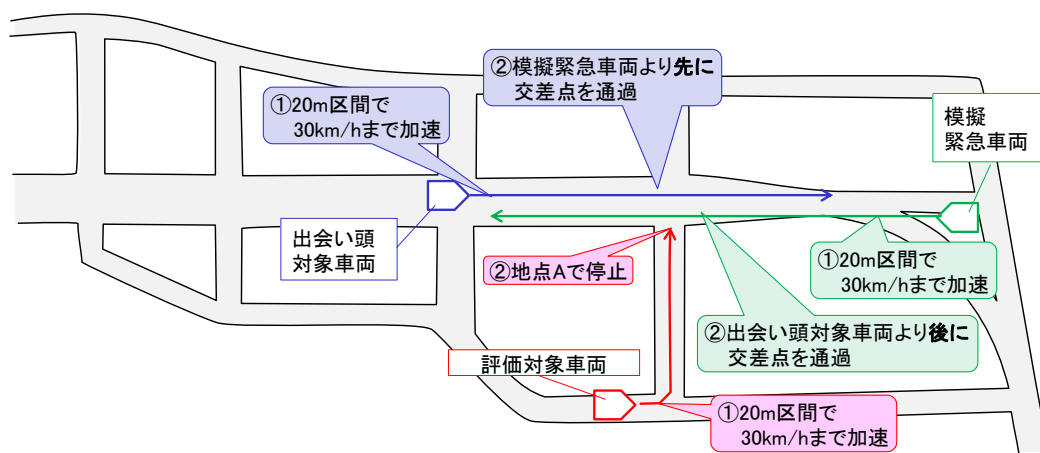 ②模擬緊急車両より先に
交差点を通過
①20m区間で
30km/hまで加速
模擬
緊急車両
出会い頭
対象車両
②地点Aで停止
①20m区間で
30km/hまで加速
②出会い頭対象車両より後に
交差点を通過
評価対象車両
①20m区間で
30km/hまで加速